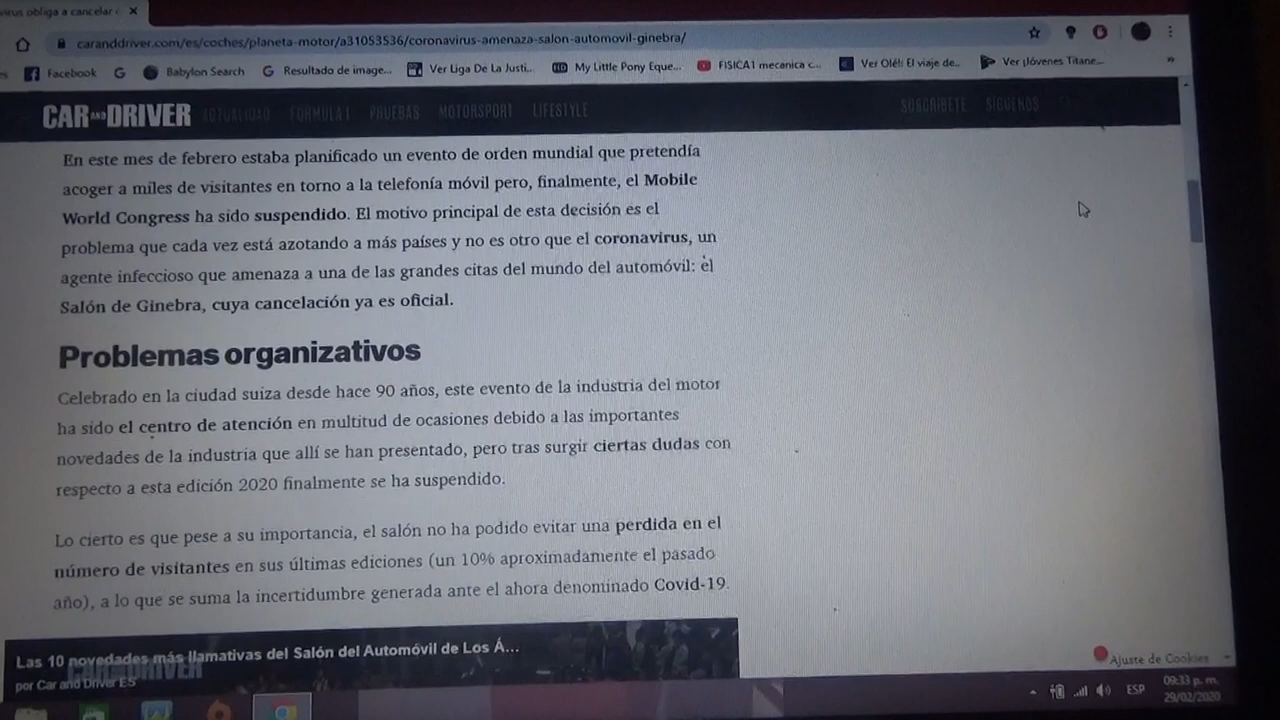 virus obliga a cancelar
caranddriver.com/es/coches/planeta-motor/a31053536/coronavirus-amenaza-salon-automovil-ginebra/
es Facebook Babylon Search Resultado de image... Ver Liga De La Justi... My Little Pony Eque... FISICA1 mecanica c... Ver Olé!: El viaje de... Ver ¡Jóvenes Titane... »
CAR AND DRIVER ACTUALIDAD FORMULA 1 PRUEBAS MOTORSPORT LIFESTYLE SUSCRÍBETE SÍGUENOS
En este mes de febrero estaba planificado un evento de orden mundial que pretendía
acoger a miles de visitantes en torno a la telefonía móvil pero, finalmente, el Mobile
World Congress ha sido suspendido. El motivo principal de esta decisión es el
problema que cada vez está azotando a más países y no es otro que el coronavirus, un
agente infeccioso que amenaza a una de las grandes citas del mundo del automóvil: el
Salón de Ginebra, cuya cancelación ya es oficial.
Problemas organizativos
Celebrado en la ciudad suiza desde hace 90 años, este evento de la industria del motor
ha sido el centro de atención en multitud de ocasiones debido a las importantes
novedades de la industria que allí se han presentado, pero tras surgir ciertas dudas con
respecto a esta edición 2020 finalmente se ha suspendido.
Lo cierto es que pese a su importancia, el salón no ha podido evitar una perdida en el
número de visitantes en sus últimas ediciones (un 10% aproximadamente el pasado
año), a lo que se suma la incertidumbre generada ante el ahora denominado Covid-19.
Las 10 novedades más llamativas del Salón del Automóvil de Los Á...
CAR AND DRIVER
por Car and Driver ES
Ajuste de Cookies
ESP
09:33 p. m.
29/02/2020